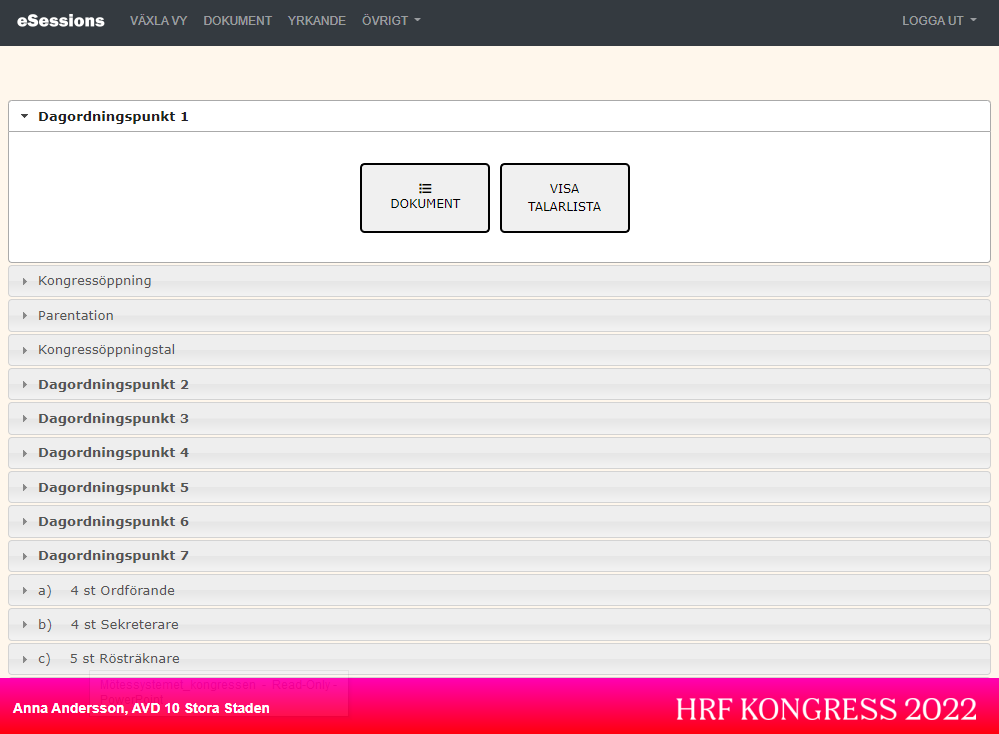 eSessions VÄXLA VY DOKUMENT YRKANDE ÖVRIGT LOGGA UT
Dagordningspunkt 1
DOKUMENT
VISA
TALARLISTA
Kongressöppning
Parentation
Kongressöppningstal
Dagordningspunkt 2
Dagordningspunkt 3
Dagordningspunkt 4
Dagordningspunkt 5
Dagordningspunkt 6
Dagordningspunkt 7
a) 4 st Ordförande
b) 4 st Sekreterare
c) 5 st Rösträknare
Mötessystemet_kongressen - Read-Only -
PowerPoint
Anna Andersson, AVD 10 Stora Staden
HRF KONGRESS 2022